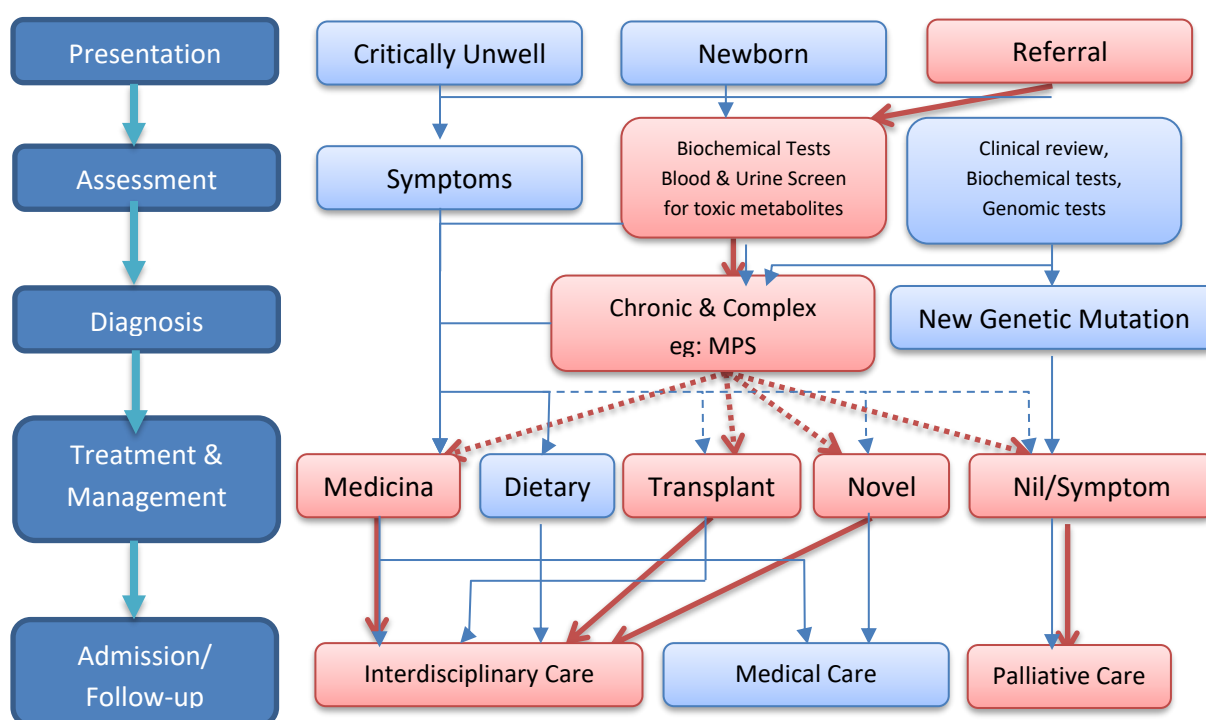 Presentation
Critically Unwell
Newborn
Referral
Assessment
Symptoms
Biochemical Tests
Blood & Urine Screen
for toxic metabolites
Clinical review,
Biochemical tests,
Genomic tests
Diagnosis
Chronic & Complex
eg: MPS
New Genetic Mutation
Treatment &
Management
Medicina
Dietary
Transplant
Novel
Nil/Symptom
Admission/
Follow-up
Interdisciplinary Care
Medical Care
Palliative Care